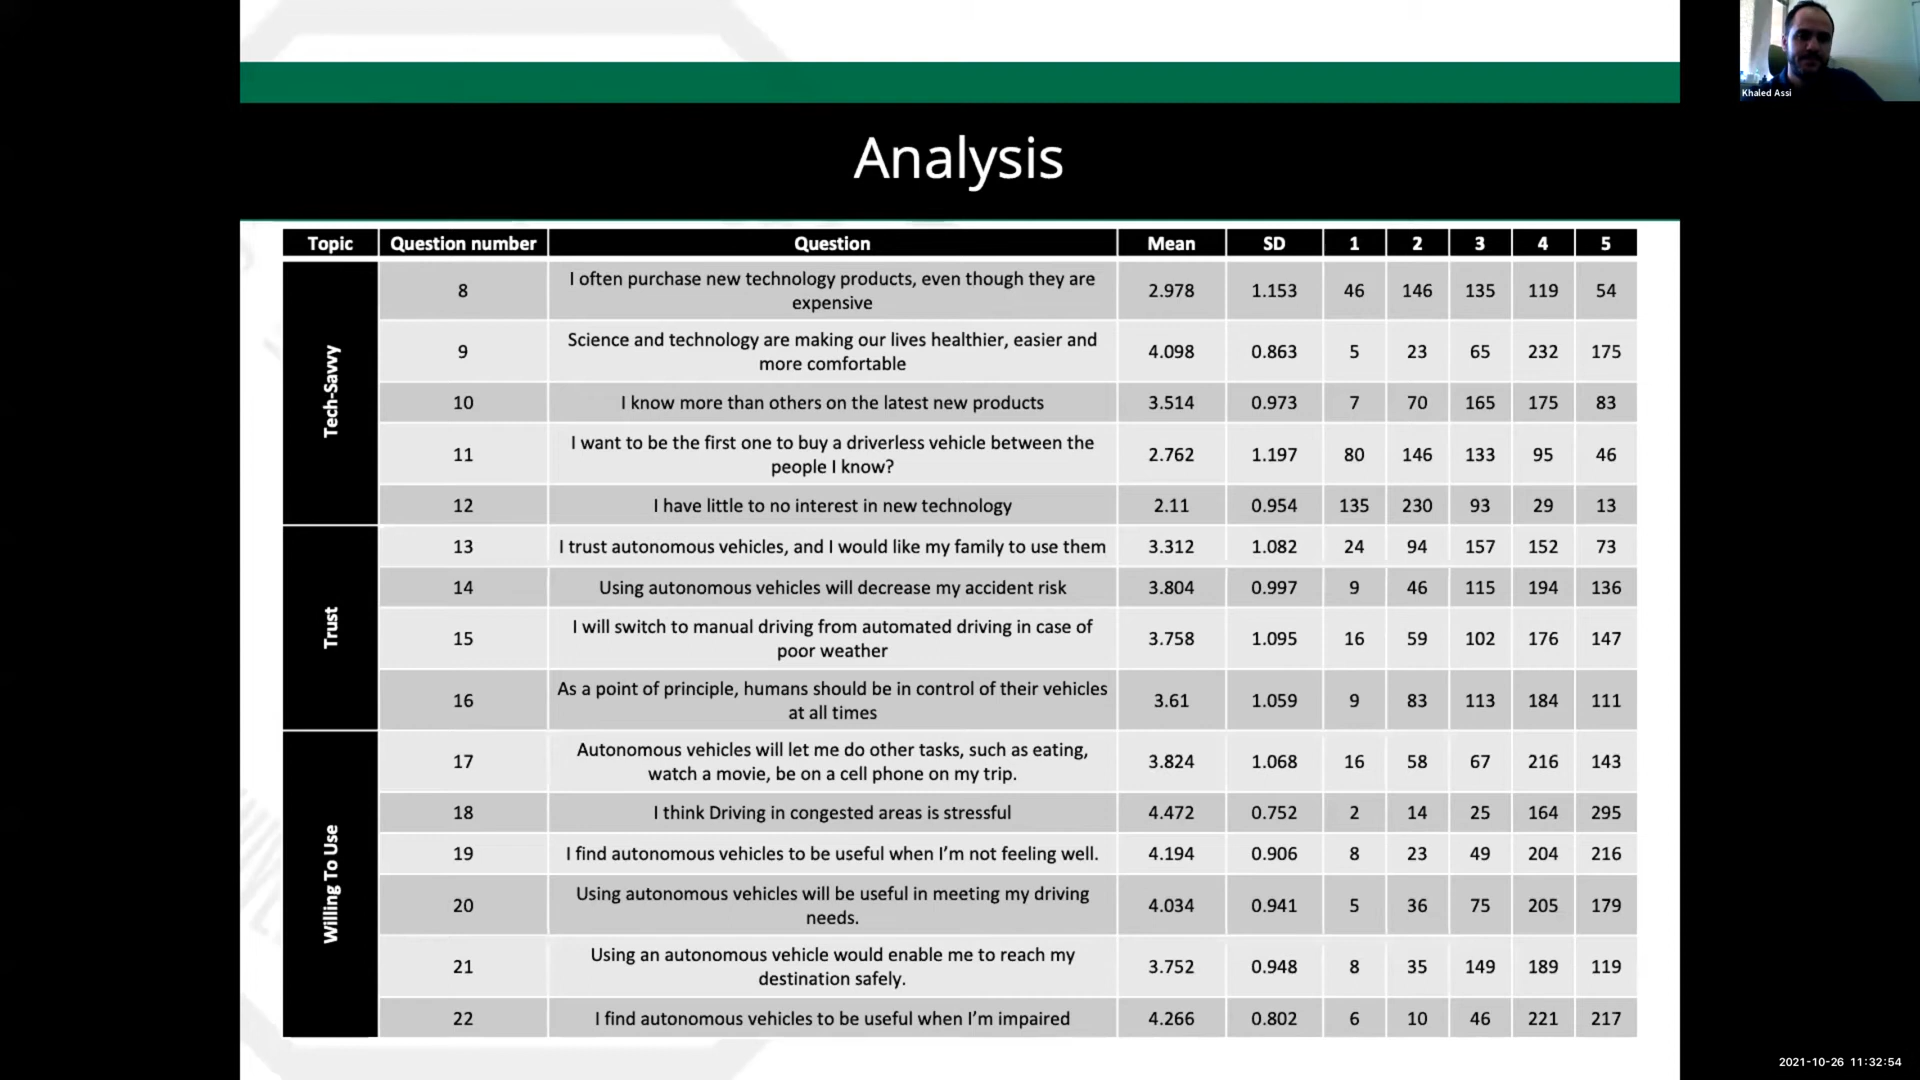 Khaled Assi
Analysis
Topic Question number Question Mean SD 1 2 3 4 5
Tech-Savvy
8 I often purchase new technology products, even though they are
expensive 2.978 1.153 46 146 135 119 54
9 Science and technology are making our lives healthier, easier and
more comfortable 4.098 0.863 5 23 65 232 175
10 I know more than others on the latest new products 3.514 0.973 7 70 165 175 83
11 I want to be the first one to buy a driverless vehicle between the
people I know? 2.762 1.197 80 146 133 95 46
12 I have little to no interest in new technology 2.11 0.954 135 230 93 29 13
Trust
13 I trust autonomous vehicles, and I would like my family to use them 3.312 1.082 24 94 157 152 73
14 Using autonomous vehicles will decrease my accident risk 3.804 0.997 9 46 115 194 136
15 I will switch to manual driving from automated driving in case of
poor weather 3.758 1.095 16 59 102 176 147
16 As a point of principle, humans should be in control of their vehicles
at all times 3.61 1.059 9 83 113 184 111
Willing To Use
17 Autonomous vehicles will let me do other tasks, such as eating,
watch a movie, be on a cell phone on my trip. 3.824 1.068 16 58 67 216 143
18 I think Driving in congested areas is stressful 4.472 0.752 2 14 25 164 295
19 I find autonomous vehicles to be useful when I’m not feeling well. 4.194 0.906 8 23 49 204 216
20 Using autonomous vehicles will be useful in meeting my driving
needs. 4.034 0.941 5 36 75 205 179
21 Using an autonomous vehicle would enable me to reach my
destination safely. 3.752 0.948 8 35 149 189 119
22 I find autonomous vehicles to be useful when I’m impaired 4.266 0.802 6 10 46 221 217
2021-10-26 11:32:54